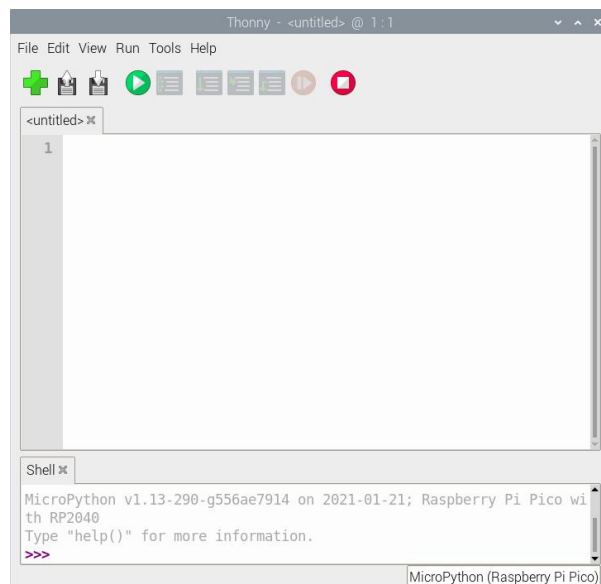 Thonny - <untitled> @ 1:1
File Edit View Run Tools Help
<untitled>
1
Shell
MicroPython v1.13-290-g556ae7914 on 2021-01-21; Raspberry Pi Pico wi
th RP2040
Type "help()" for more information.
>>>
MicroPython (Raspberry Pi Pico)